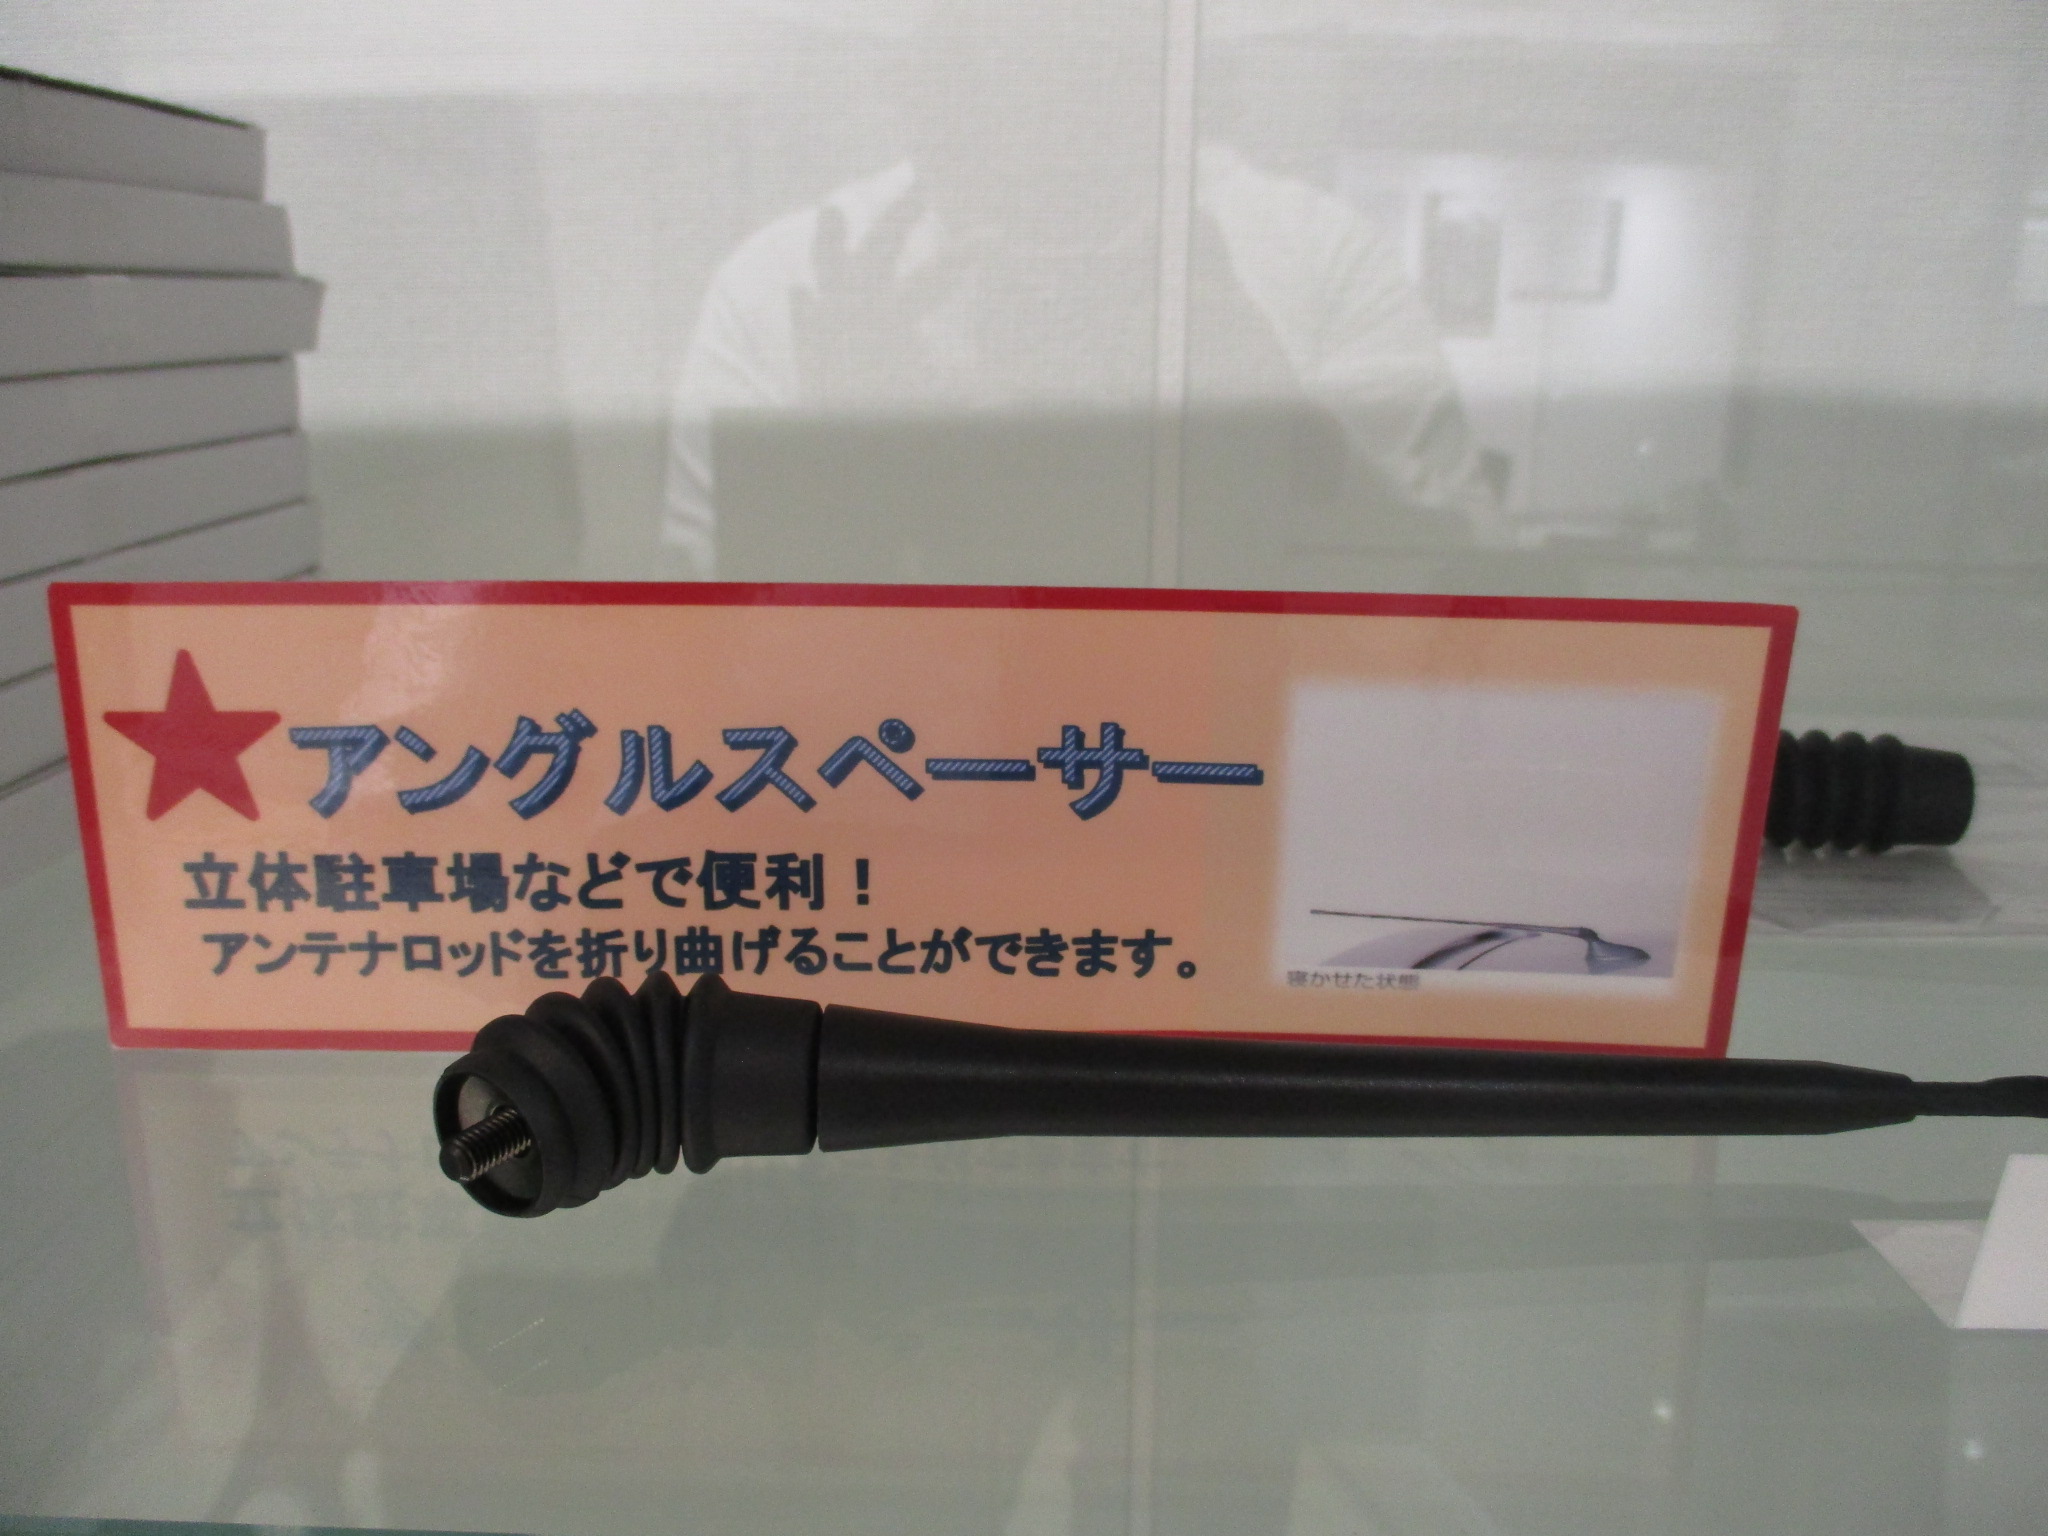 アングルスペーサー
立体駐車場などで便利！
アンテナロッドを折り曲げることができます。
寝かせた状態